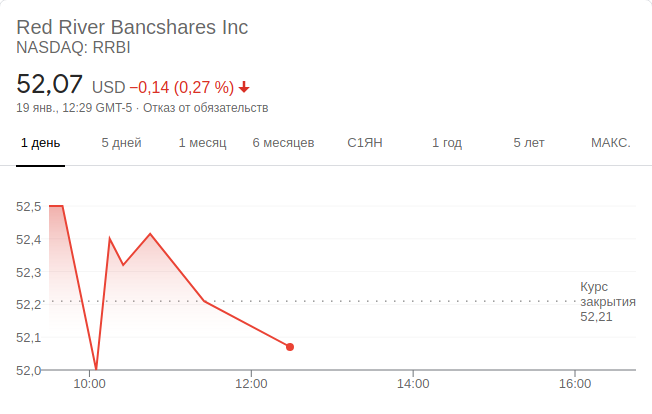 Red River Bancshares Inc
NASDAQ: RRBI
52,07 USD −0,14 (0,27 %)
19 янв., 12:29 GMT-5 · Отказ от обязательств
1 день 5 дней 1 месяц 6 месяцев С1ЯН 1 год 5 лет МАКС.
52,5
52,4
52,3
52,2
52,1
52,0
Курс
закрытия
52,21
10:00 12:00 14:00 16:00